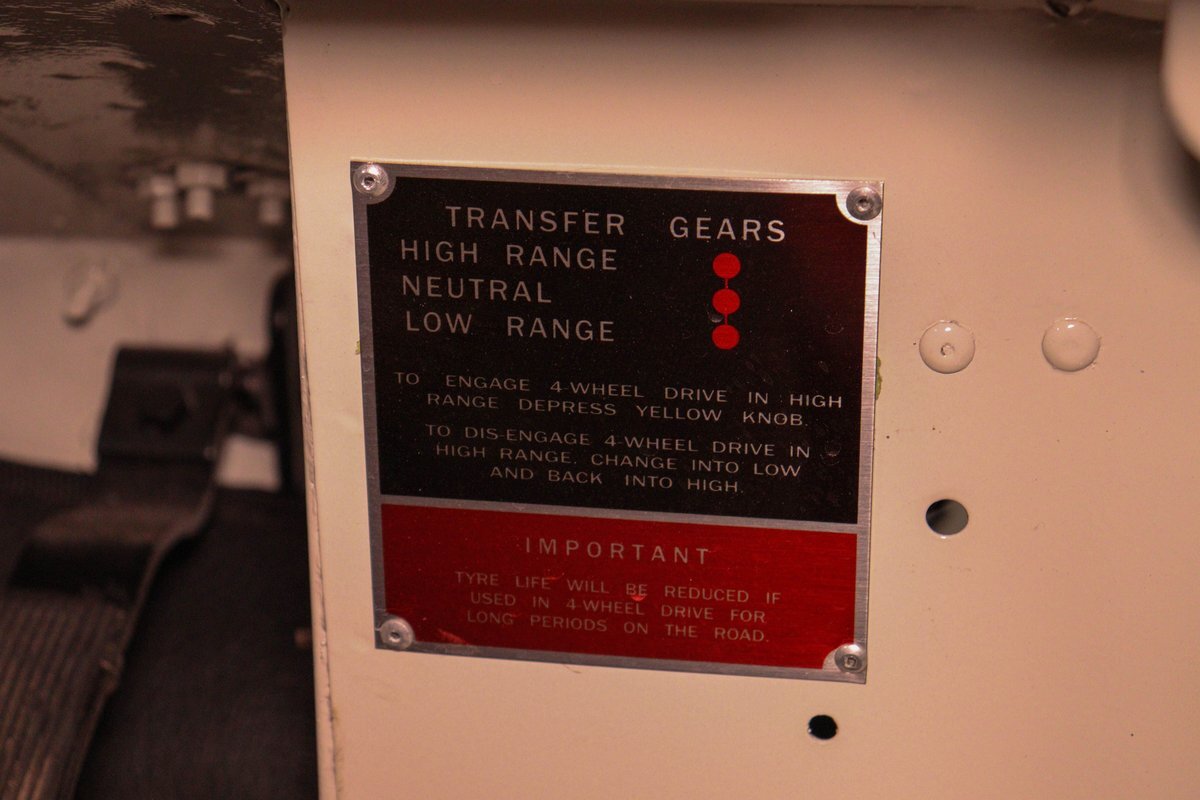 TRANSFER GEARS
HIGH RANGE
NEUTRAL
LOW RANGE
TO ENGAGE 4-WHEEL DRIVE IN HIGH
RANGE DEPRESS YELLOW KNOB.
TO DIS-ENGAGE 4-WHEEL DRIVE IN
HIGH RANGE, CHANGE INTO LOW
AND BACK INTO HIGH.
IMPORTANT
TYRE LIFE WILL BE REDUCED IF
USED IN 4-WHEEL DRIVE FOR
LONG PERIODS ON THE ROAD.